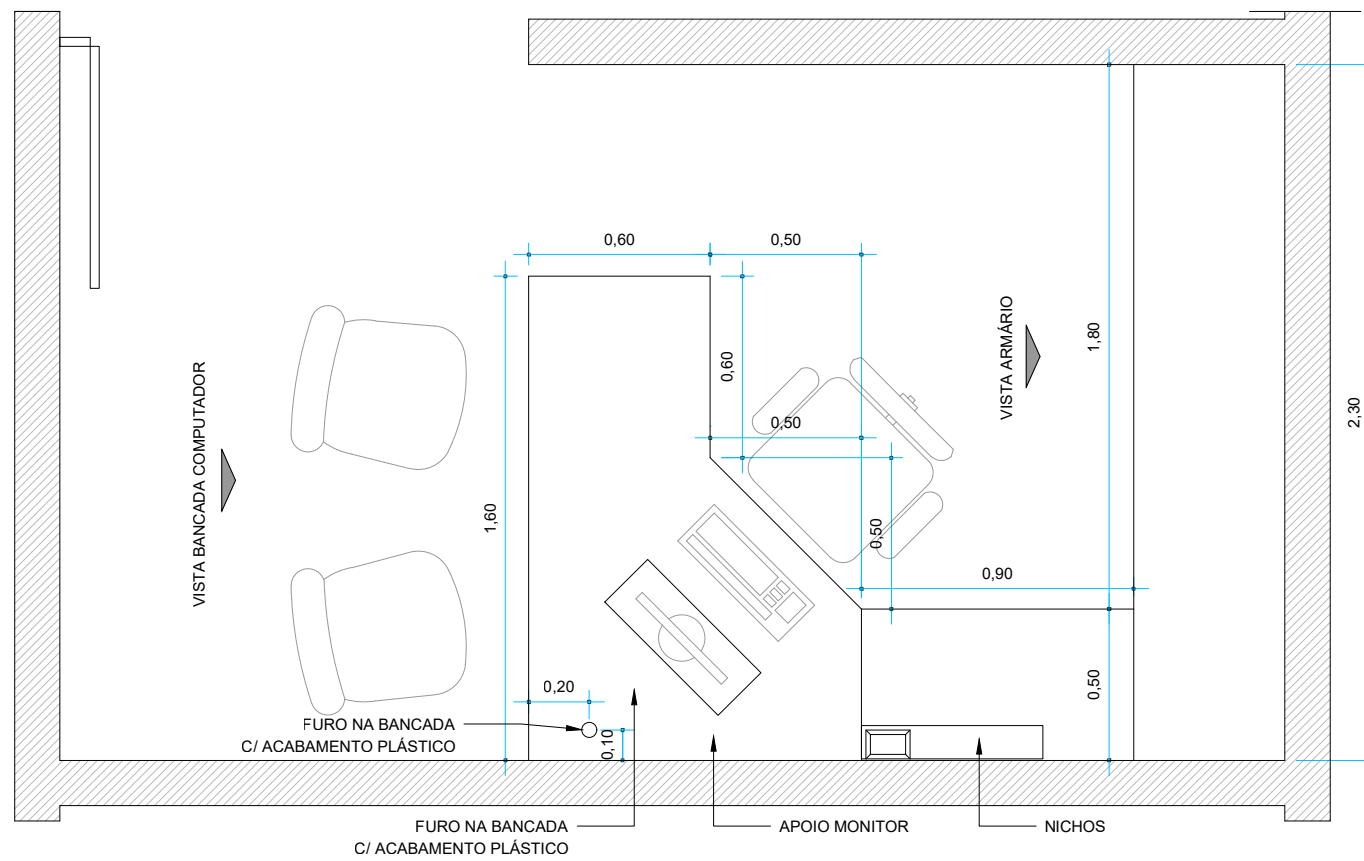 0,60
0,50
VISTA BANCADA COMPUTADOR
VISTA ARMÁRIO
1,80
0,60
2,30
0,50
1,60
0,50
0,90
0,20
0,50
FURO NA BANCADA
C/ ACABAMENTO PLÁSTICO
0,10
FURO NA BANCADA
C/ ACABAMENTO PLÁSTICO
APOIO MONITOR
NICHOS